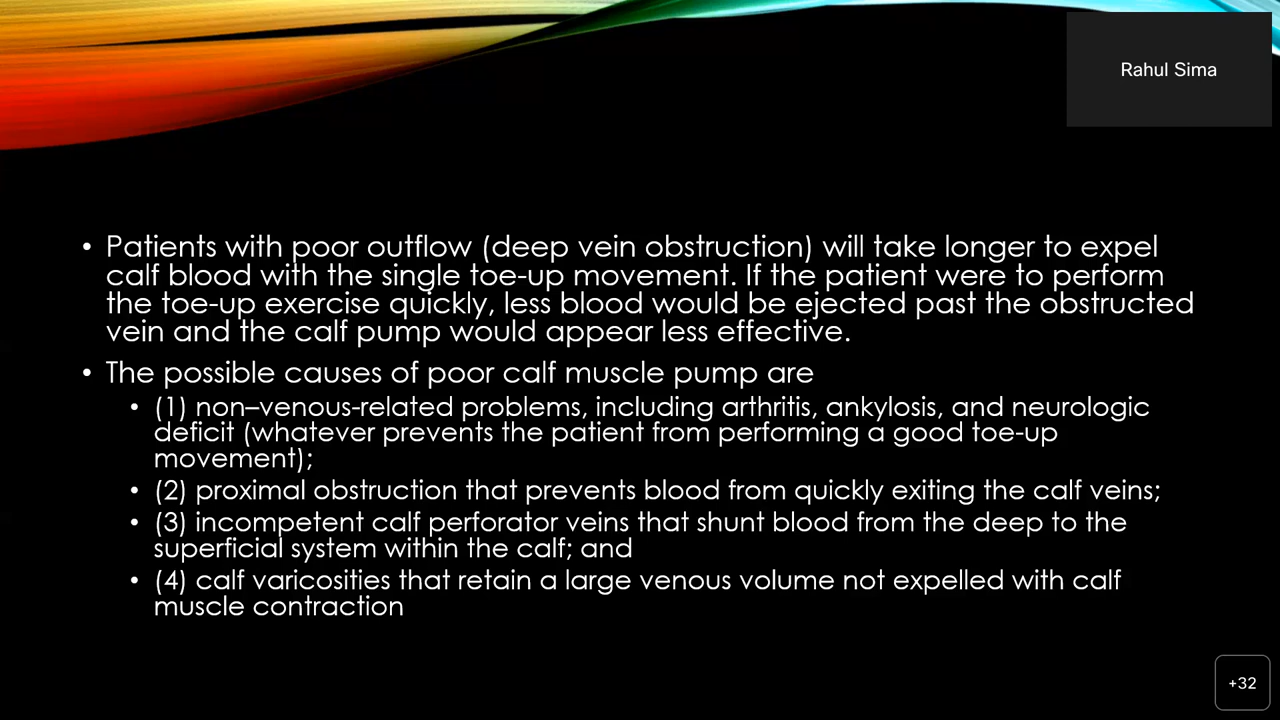 Rahul Sima
• Patients with poor outflow (deep vein obstruction) will take longer to expel
calf blood with the single toe-up movement. If the patient were to perform
the toe-up exercise quickly, less blood would be ejected past the obstructed
vein and the calf pump would appear less effective.
• The possible causes of poor calf muscle pump are
• (1) non–venous-related problems, including arthritis, ankylosis, and neurologic
deficit (whatever prevents the patient from performing a good toe-up
movement);
• (2) proximal obstruction that prevents blood from quickly exiting the calf veins;
• (3) incompetent calf perforator veins that shunt blood from the deep to the
superficial system within the calf; and
• (4) calf varicosities that retain a large venous volume not expelled with calf
muscle contraction
+32